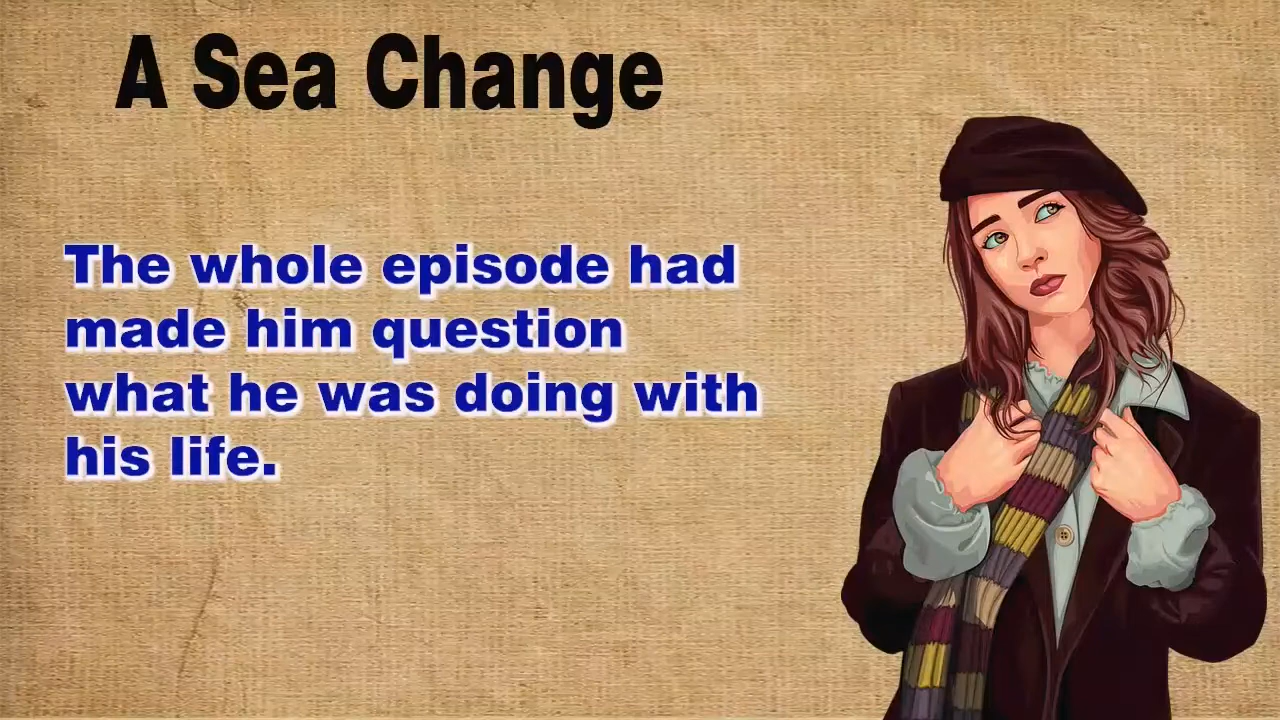 A Sea Change
The whole episode had
made him question
what he was doing with
his life.